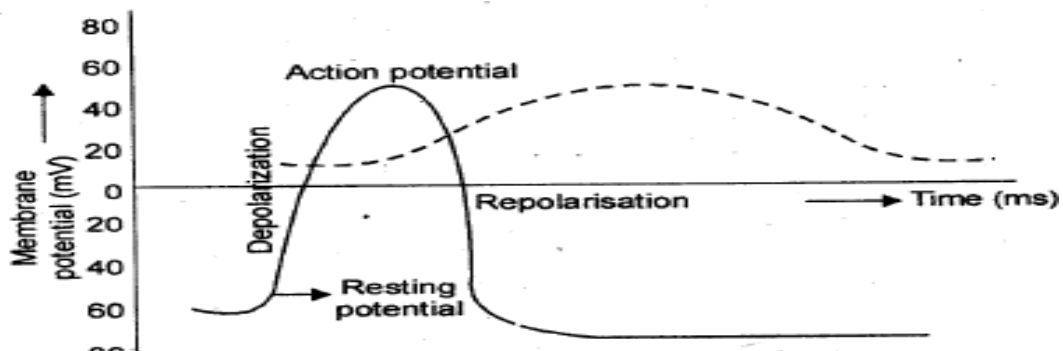 80
60
40
20
0
20
40
60
Membrane
potential (mV)
Action potential
Depolarization
Repolarisation
Time (ms)
Resting
potential